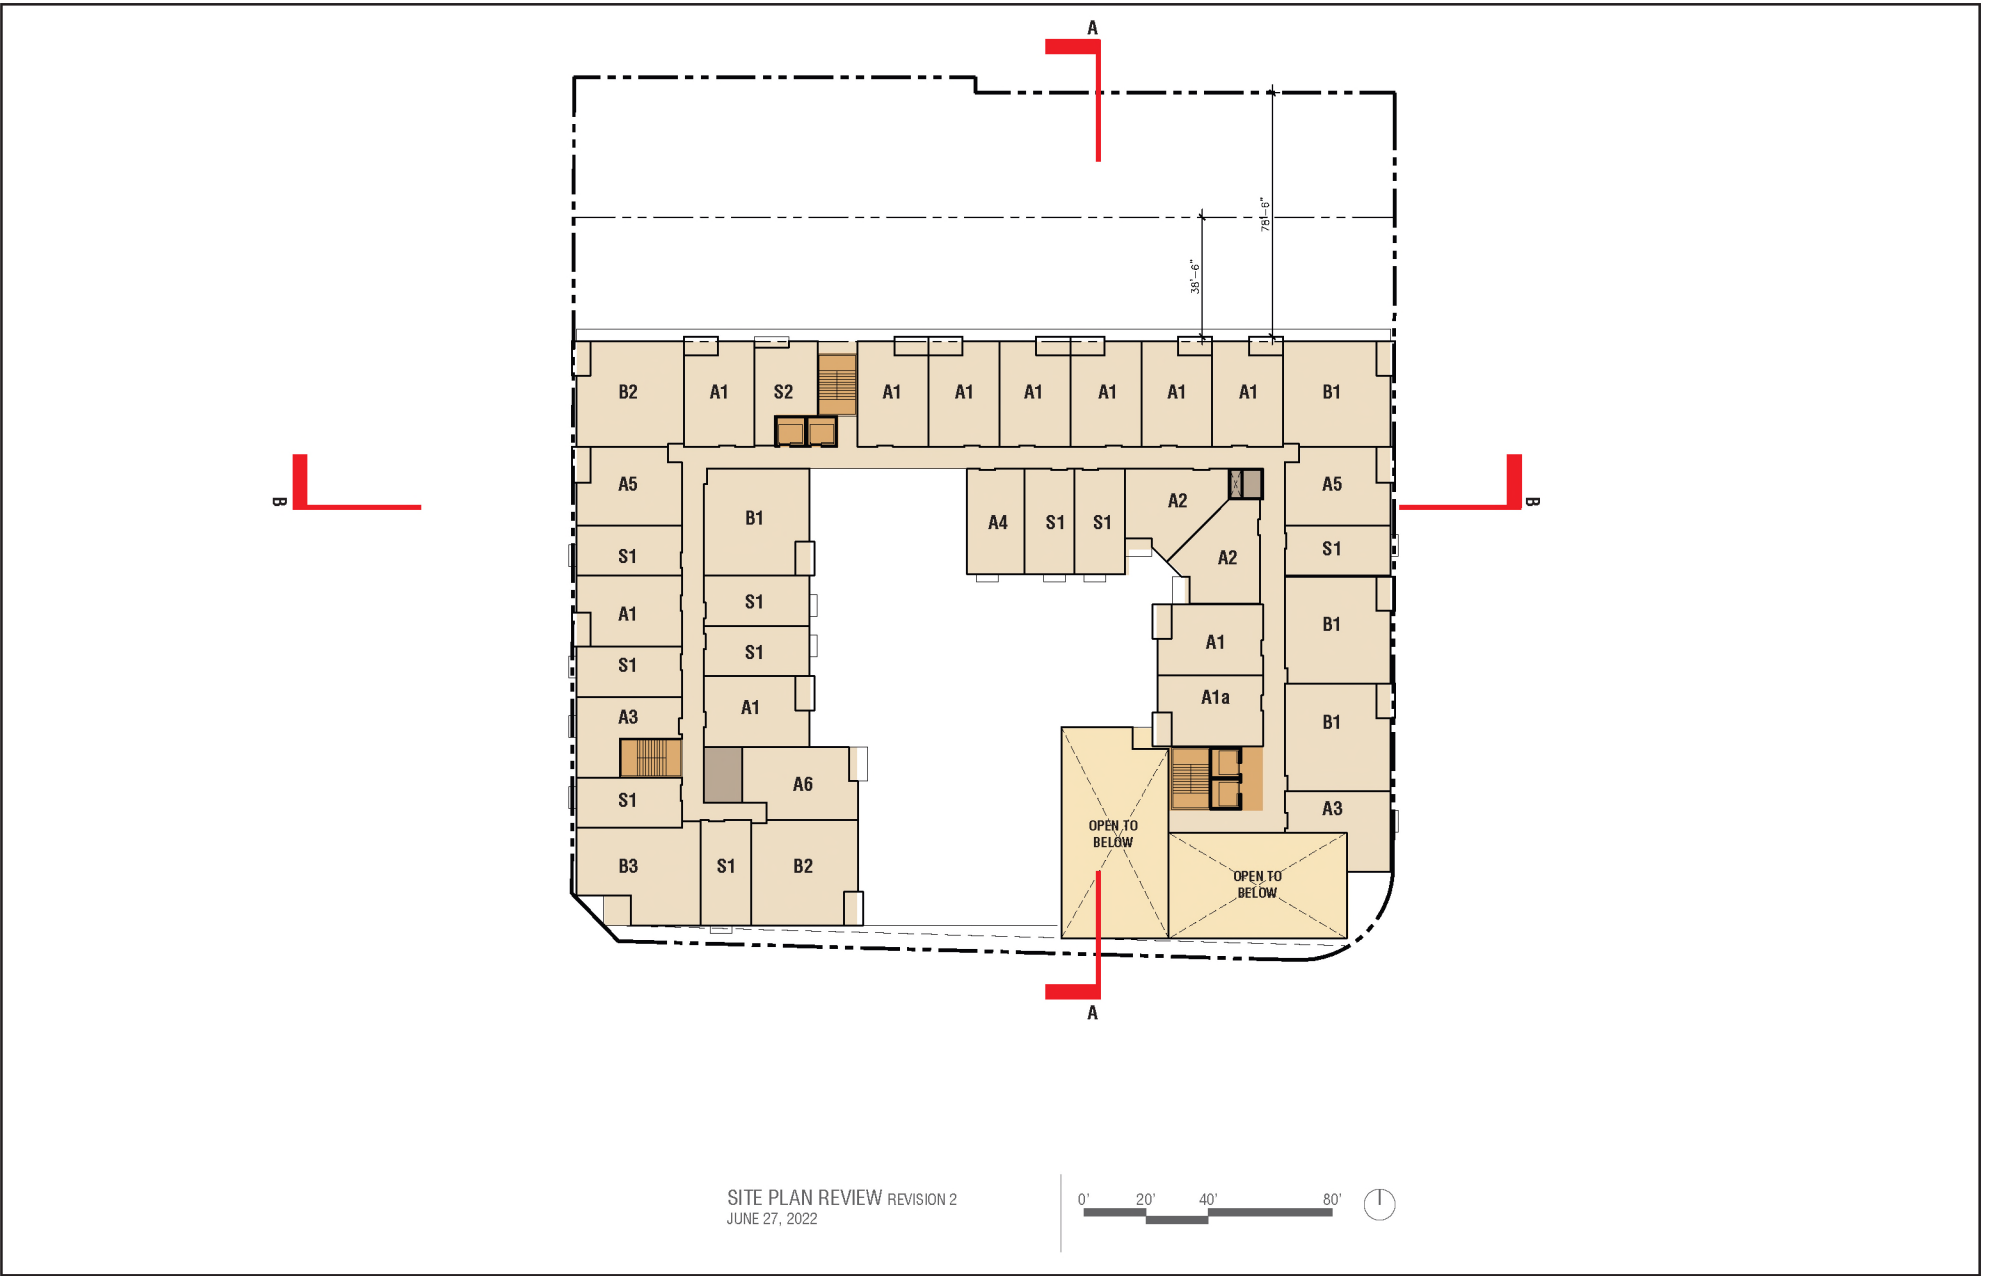 A
78'-6"
38'-6"
B2 A1 S2 A1 A1 A1 A1 A1 A1 B1
B B
A5 A5
B1 A4 S1 S1 A2
S1 A2 S1
A1 S1 A1 B1
S1 S1
A3 A1 A1a B1
S1 A6 A3
OPEN TO
BELOW
B3 S1 B2
OPEN TO
BELOW
A
SITE PLAN REVIEW REVISION 2
JUNE 27, 2022
0' 20' 40' 80'